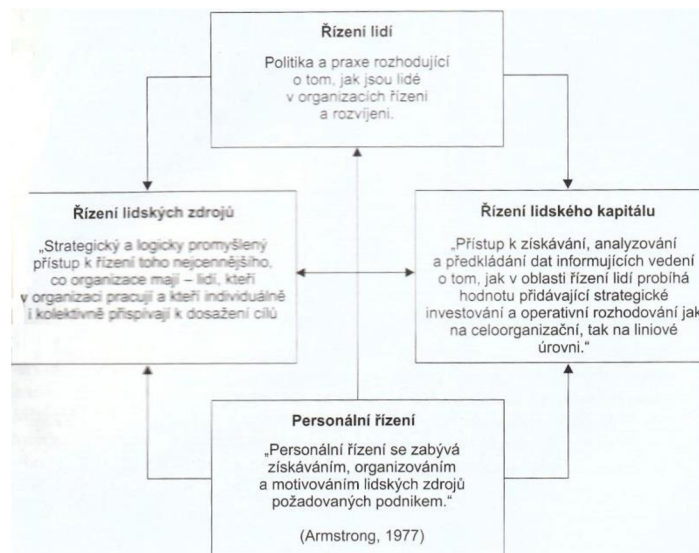 Řízení lidí
Politika a praxe rozhodující
o tom, jak jsou lidé
v organizacích řízeni
a rozvíjeni.
Řízení lidských zdrojů
„Strategický a logicky promyšlený
přístup k řízení toho nejcennějšího,
co organizace mají – lidí, kteří
v organizaci pracují a kteří individuálně
i kolektivně přispívají k dosažení cílů
Řízení lidského kapitálu
„Přístup k získávání, analyzování
a předkládání dat informujících vedení
o tom, jak v oblasti řízení lidí probíhá
hodnotu přidávající strategické
investování a operativní rozhodování jak
na celoorganizační, tak na liniové
úrovni.“
Personální řízení
„Personální řízení se zabývá
získáváním, organizováním
a motivováním lidských zdrojů
požadovaných podnikem.“
(Armstrong, 1977)